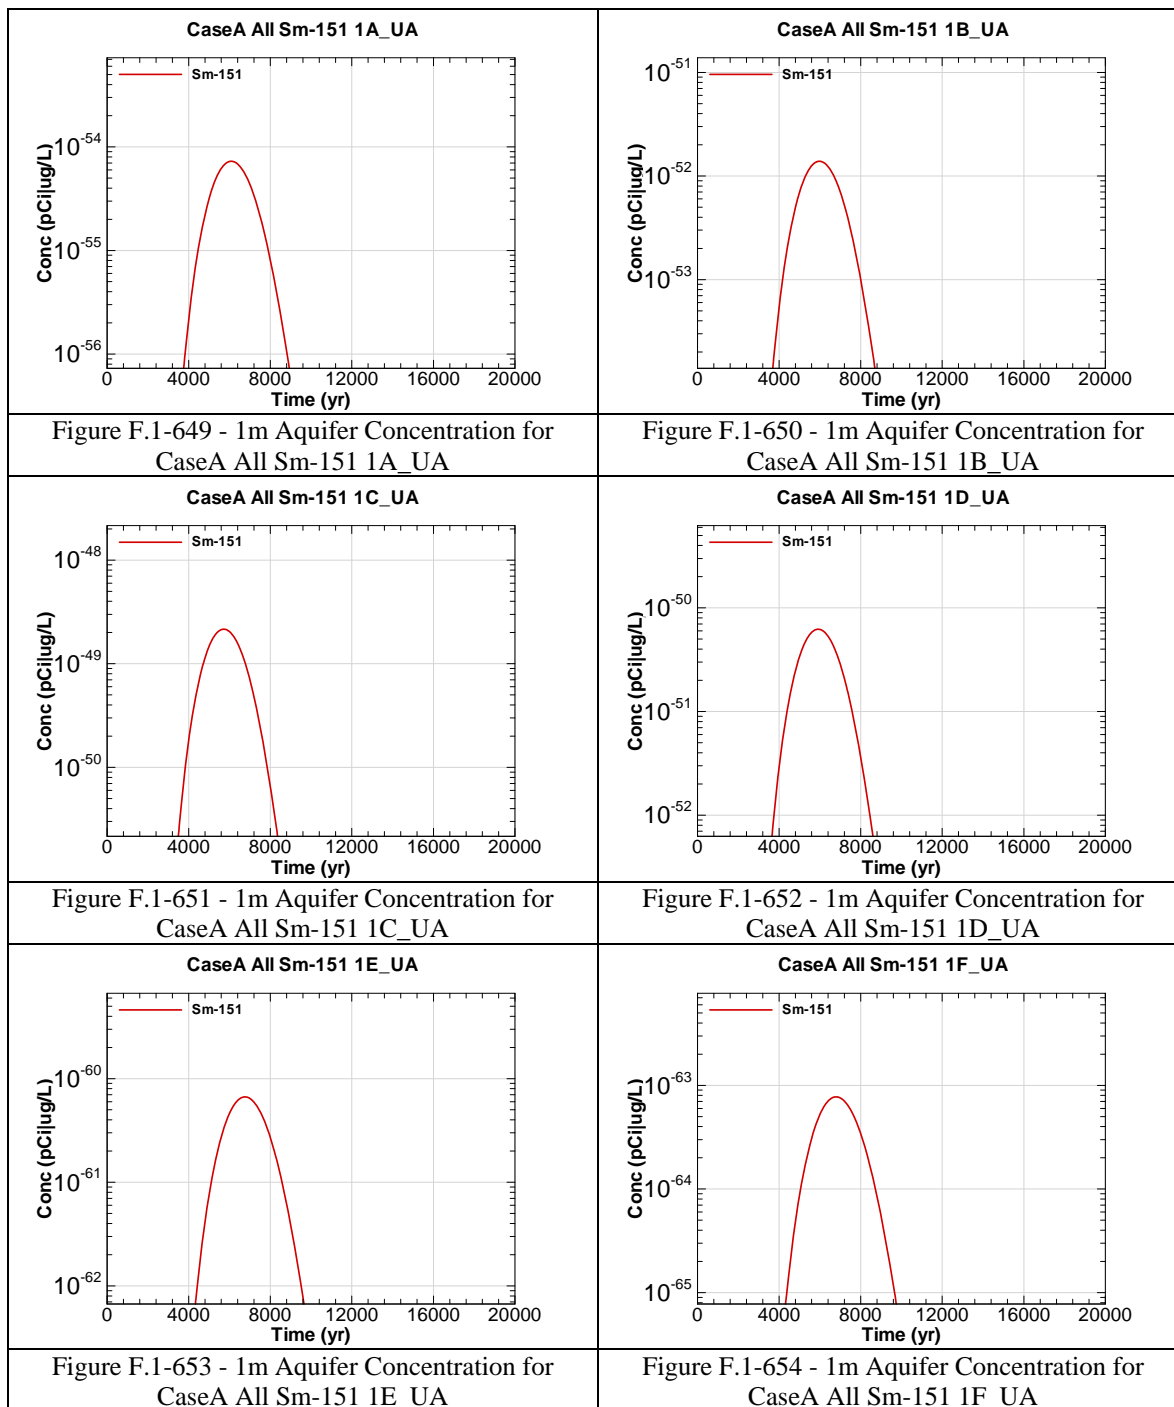 CaseA All Sm-151 1A_UA
Sm-151
Conc (pCi|ug/L)
10-54
10-55
10-56
0 4000 8000 12000 16000 20000
Time (yr)
Figure F.1-649 - 1m Aquifer Concentration for
CaseA All Sm-151 1A_UA
CaseA All Sm-151 1B_UA
Sm-151
Conc (pCi|ug/L)
10-51
10-52
10-53
0 4000 8000 12000 16000 20000
Time (yr)
Figure F.1-650 - 1m Aquifer Concentration for
CaseA All Sm-151 1B_UA
CaseA All Sm-151 1C_UA
Sm-151
Conc (pCi|ug/L)
10-48
10-49
10-50
0 4000 8000 12000 16000 20000
Time (yr)
Figure F.1-651 - 1m Aquifer Concentration for
CaseA All Sm-151 1C_UA
CaseA All Sm-151 1D_UA
Sm-151
Conc (pCi|ug/L)
10-50
10-51
10-52
0 4000 8000 12000 16000 20000
Time (yr)
Figure F.1-652 - 1m Aquifer Concentration for
CaseA All Sm-151 1D_UA
CaseA All Sm-151 1E_UA
Sm-151
Conc (pCi|ug/L)
10-60
10-61
10-62
0 4000 8000 12000 16000 20000
Time (yr)
Figure F.1-653 - 1m Aquifer Concentration for
CaseA All Sm-151 1E_UA
CaseA All Sm-151 1F_UA
Sm-151
Conc (pCi|ug/L)
10-63
10-64
10-65
0 4000 8000 12000 16000 20000
Time (yr)
Figure F.1-654 - 1m Aquifer Concentration for
CaseA All Sm-151 1F_UA